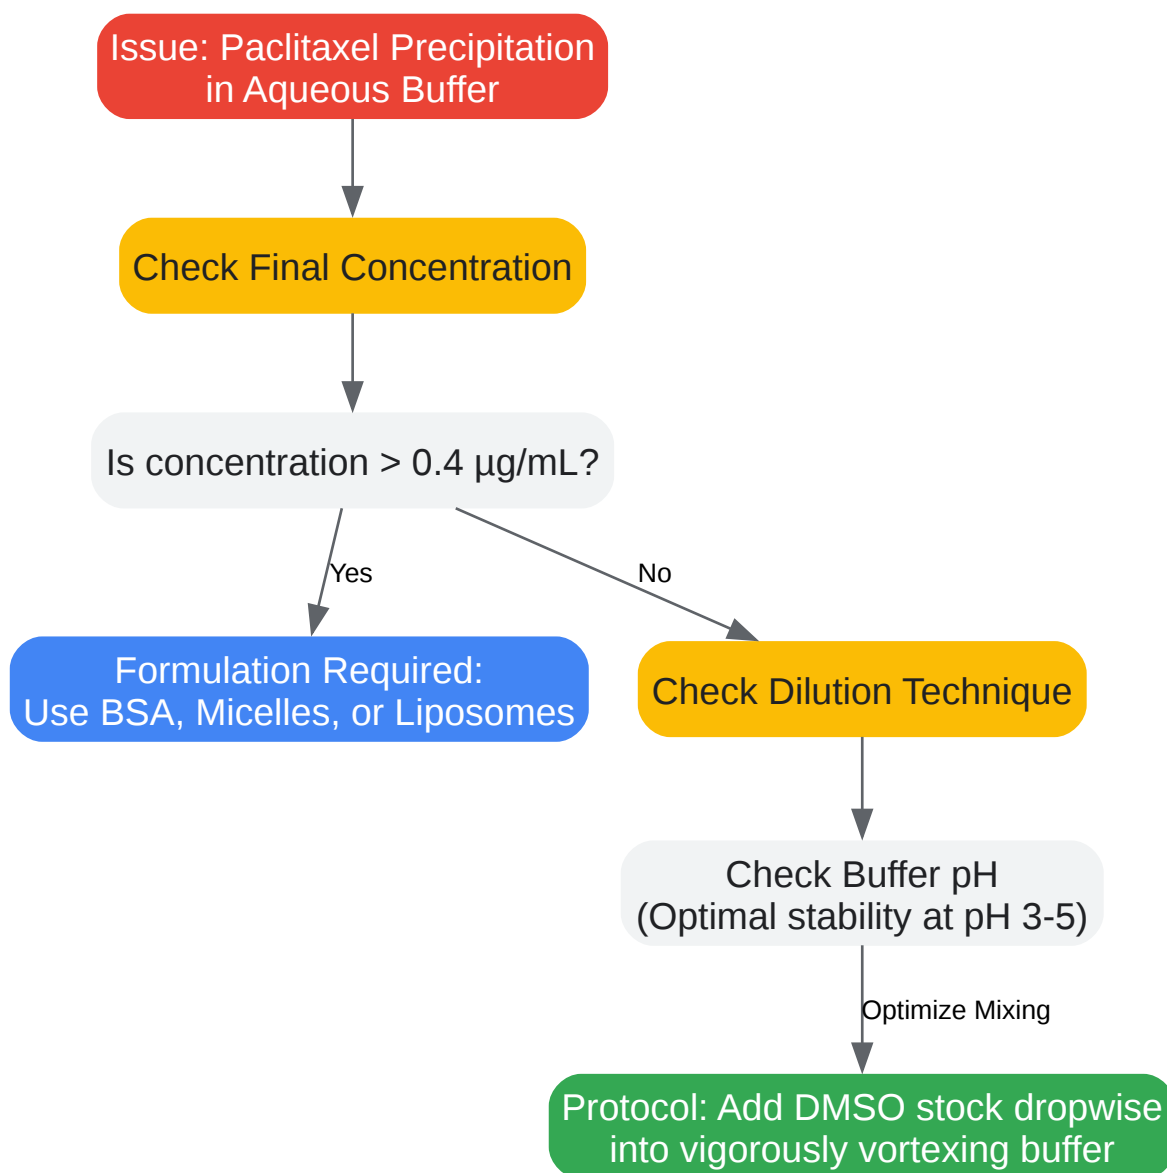 Issue: Paclitaxel Precipitation
in Aqueous Buffer
Check Final Concentration
Is concentration > 0.4 µg/mL?
Yes
No
Formulation Required:
Use BSA, Micelles, or Liposomes
Check Dilution Technique
Check Buffer pH
(Optimal stability at pH 3-5)
Optimize Mixing
Protocol: Add DMSO stock dropwise
into vigorously vortexing buffer